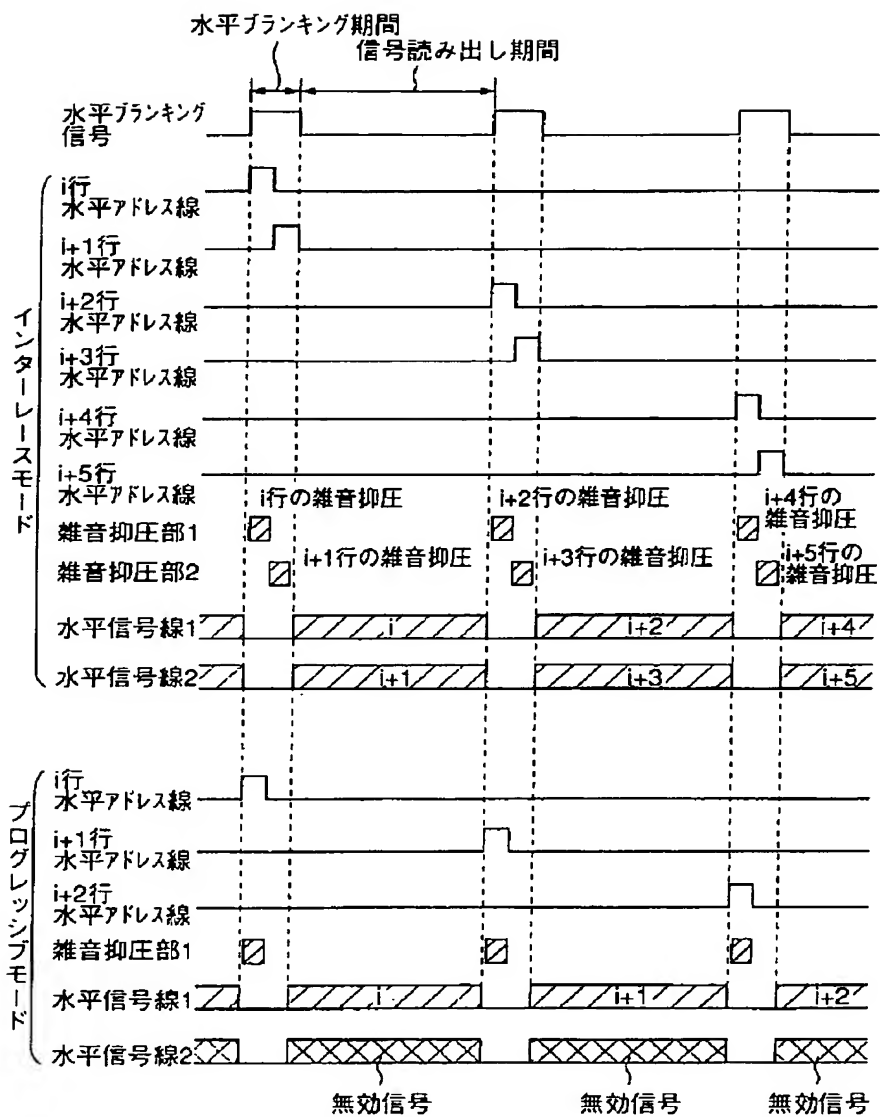 水平ブランキング期間
信号読み出し期間
水平ブランキング
信号
インターレースモード
i行
水平アドレス線
i+1行
水平アドレス線
i+2行
水平アドレス線
i+3行
水平アドレス線
i+4行
水平アドレス線
i+5行
水平アドレス線
雑音抑圧部1
i行の雑音抑圧
i+2行の雑音抑圧
i+4行の
雑音抑圧
雑音抑圧部2
i+1行の雑音抑圧
i+3行の雑音抑圧
i+5行の
雑音抑圧
水平信号線1
i
i+2
i+4
水平信号線2
i+1
i+3
i+5
プログレッシブモード
i行
水平アドレス線
i+1行
水平アドレス線
i+2行
水平アドレス線
雑音抑圧部1
水平信号線1
i
i+1
i+2
水平信号線2
無効信号
無効信号
無効信号